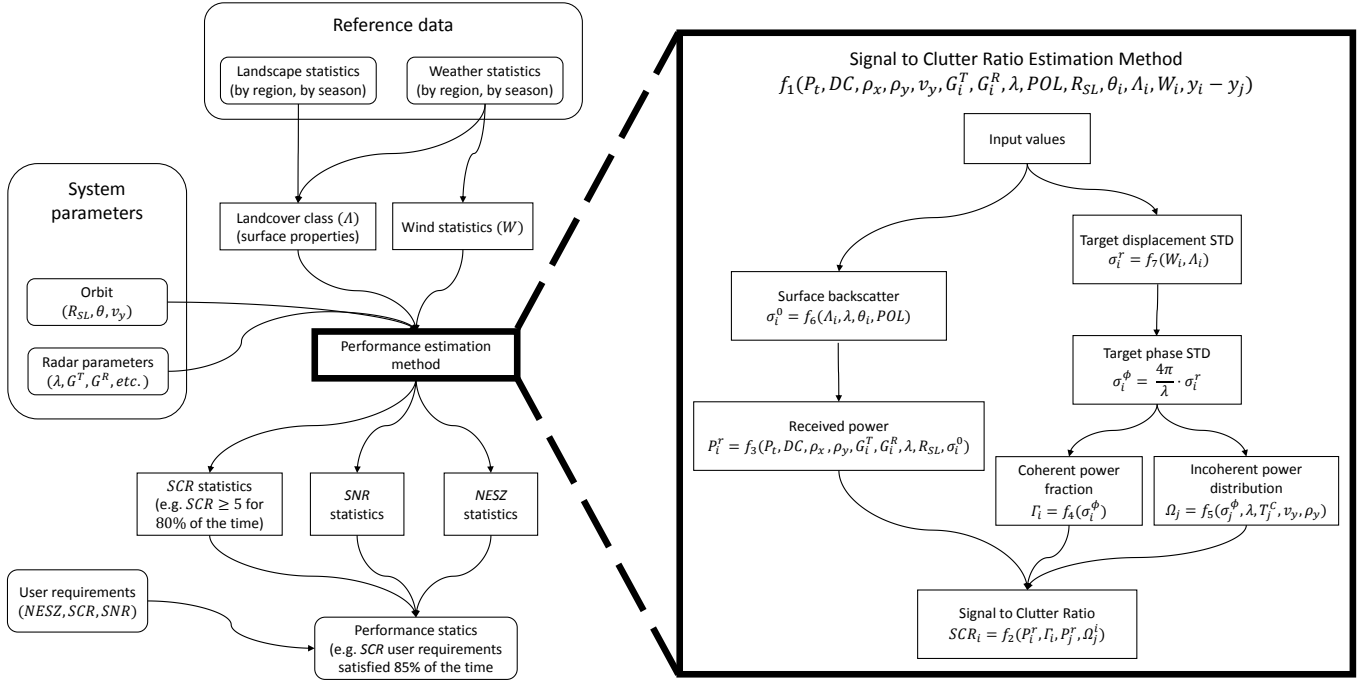 Reference data
Landscape statistics
(by region, by season)
Weather statistics
(by region, by season)
System
parameters
Landcover class (Λ)
(surface properties)
Wind statistics (W)
Orbit
(R_SL, θ, v_y)
Radar parameters
(λ, G^T, G^R, etc.)
Performance estimation
method
SCR statistics
(e.g. SCR ≥ 5 for
80% of the time)
SNR
statistics
NESZ
statistics
User requirements
(NESZ, SCR, SNR)
Performance statics
(e.g. SCR user requirements
satisfied 85% of the time
Signal to Clutter Ratio Estimation Method
f_1(P_t, DC, ρ_x, ρ_y, v_y, G_i^T, G_i^R, λ, POL, R_SL, θ_i, Λ_i, W_i, y_i − y_j)
Input values
Target displacement STD
σ_i^r = f_7(W_i, Λ_i)
Surface backscatter
σ_i^0 = f_6(Λ_i, λ, θ_i, POL)
Target phase STD
σ_i^ϕ = 4π/λ · σ_i^r
Received power
P_i^r = f_3(P_t, DC, ρ_x, ρ_y, G_i^T, G_i^R, λ, R_SL, σ_i^0)
Coherent power
fraction
Γ_i = f_4(σ_i^ϕ)
Incoherent power
distribution
Ω_j = f_5(σ_j^ϕ, λ, T_j^C, v_y, ρ_y)
Signal to Clutter Ratio
SCR_i = f_2(P_i^r, Γ_i, P_j^r, Ω_j^i)